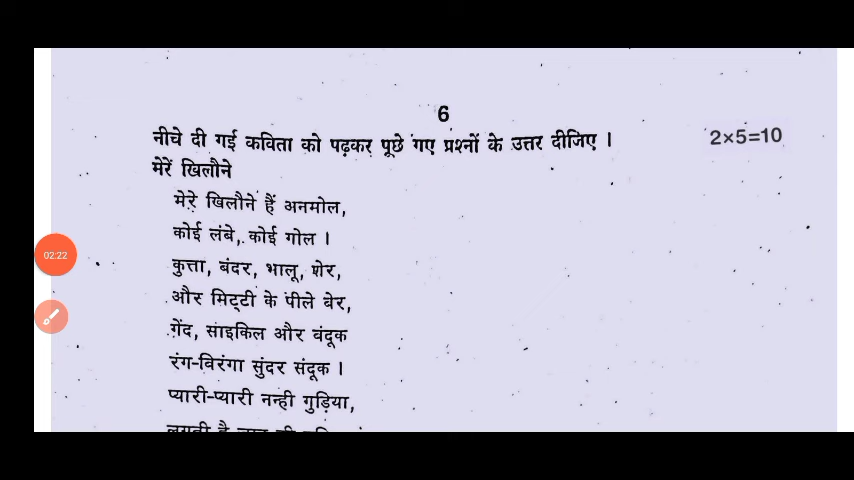 6
नीचे दी गई कविता को पढ़कर पूछे गए प्रश्नों के उत्तर दीजिए । 2×5=10
मेरें खिलौने
मेरे खिलौने हैं अनमोल,
कोई लंबे, कोई गोल ।
कुत्ता, बंदर, भालू, शेर,
और मिट्टी के पीले बेर,
गेंद, साइकिल और बंदूक
02:22
रंग-विरंगा सुंदर संदूक ।
प्यारी-प्यारी नन्ही गुड़िया,
लगती है